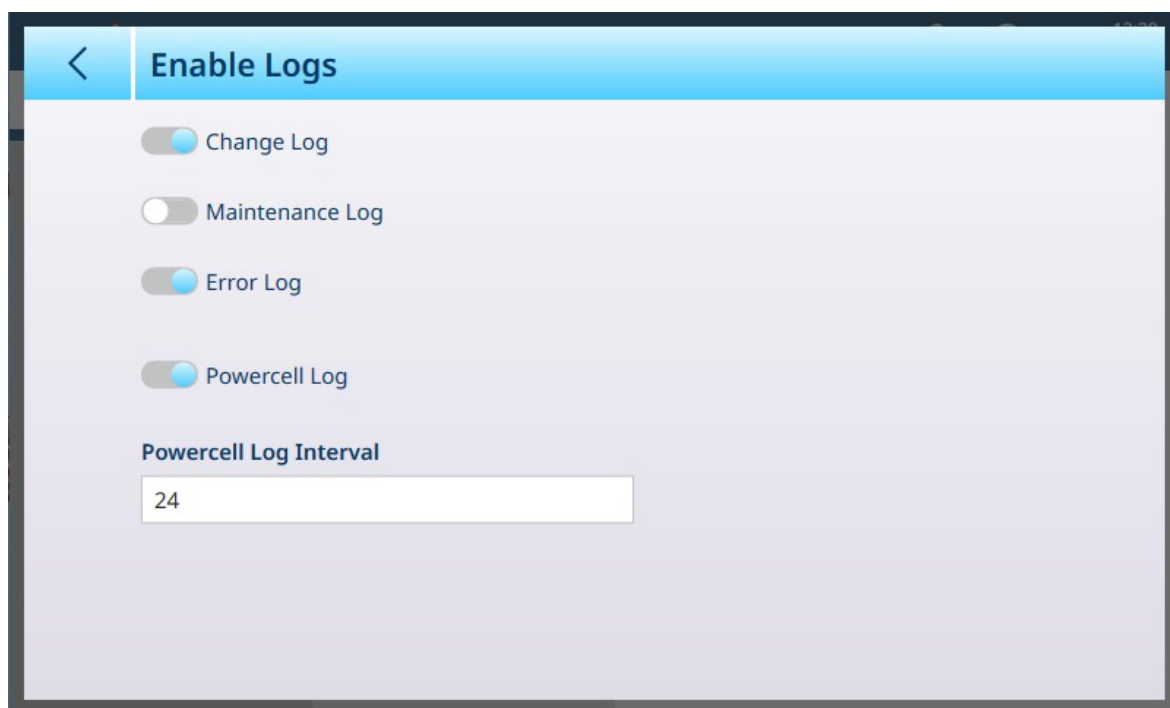 Enable Logs
Change Log
Maintenance Log
Error Log
Powercell Log
Powercell Log Interval
24